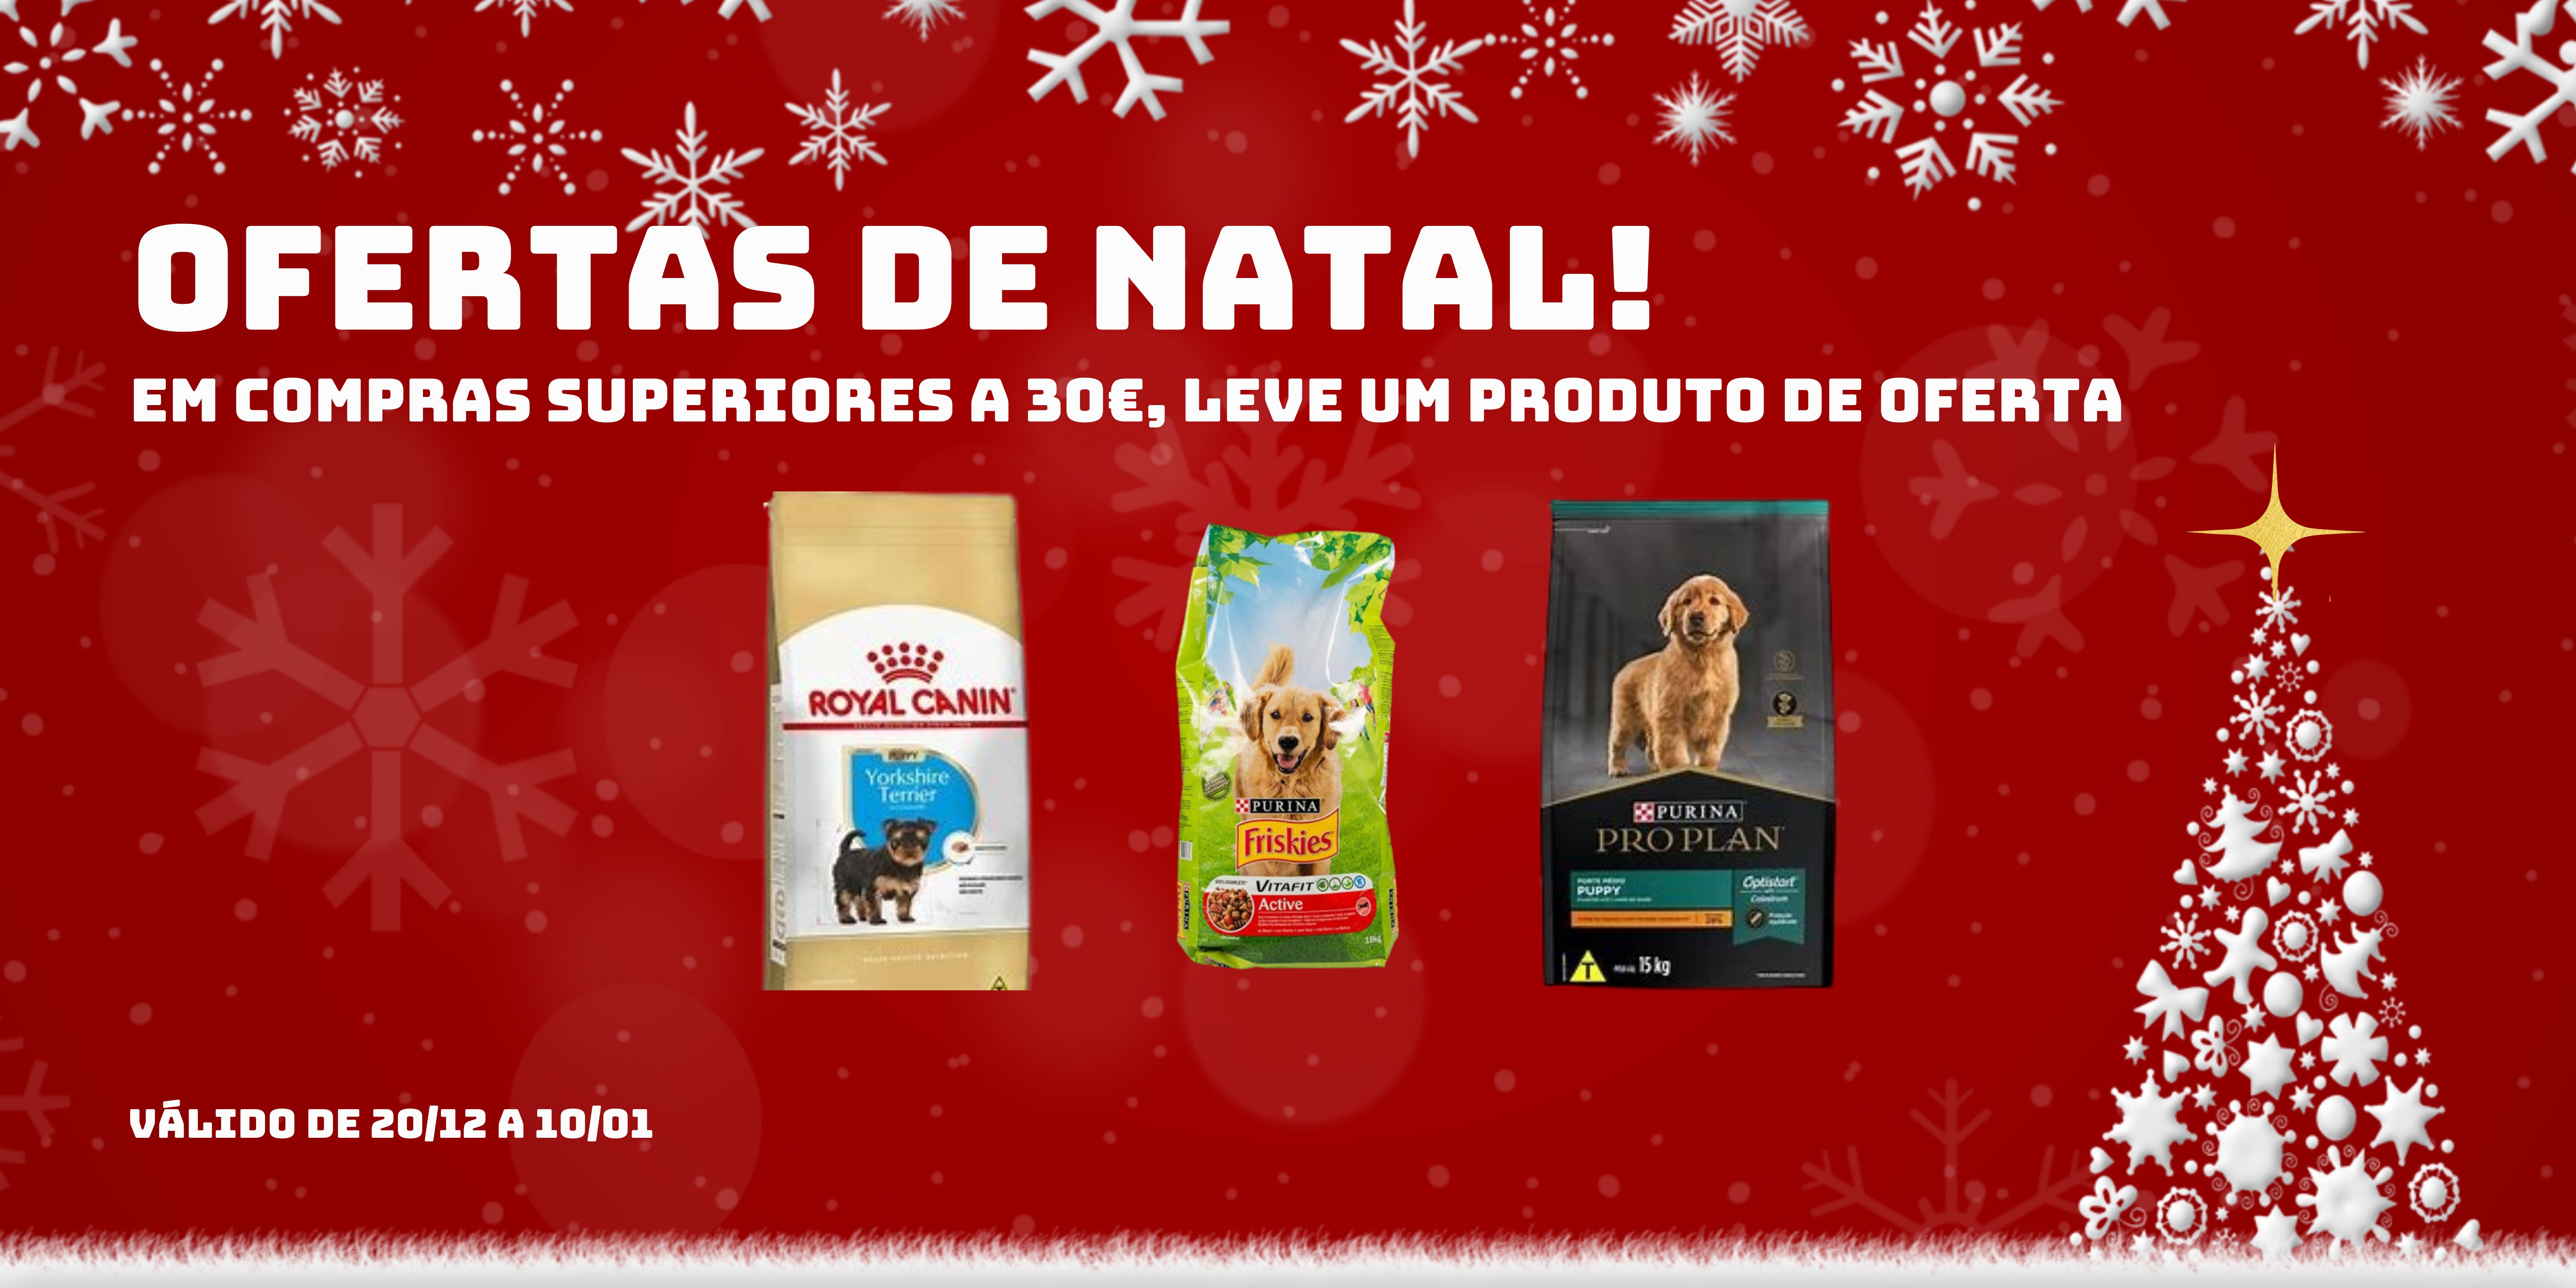 OFERTAS DE NATAL!
EM COMPRAS SUPERIORES A 30€, LEVE UM PRODUTO DE OFERTA
ROYAL CANIN
PUPPY
Yorkshire
Terrier
PURINA
Friskies
VITAFIT
Active
PURINA
PRO PLAN
PUPPY
Optistart
15 kg
VÁLIDO DE 20/12 A 10/01